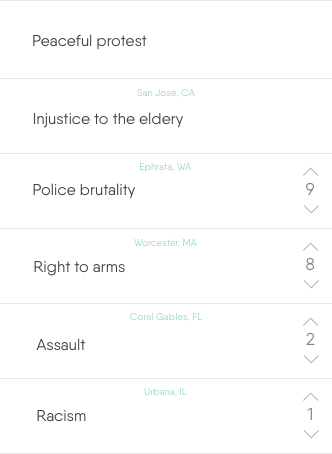 Peaceful protest
San Jose, CA
Injustice to the eldery
Ephrata, WA
Police brutality
9
Worcester, MA
Right to arms
8
Coral Gables, FL
Assault
2
Urbana, IL
Racism
1